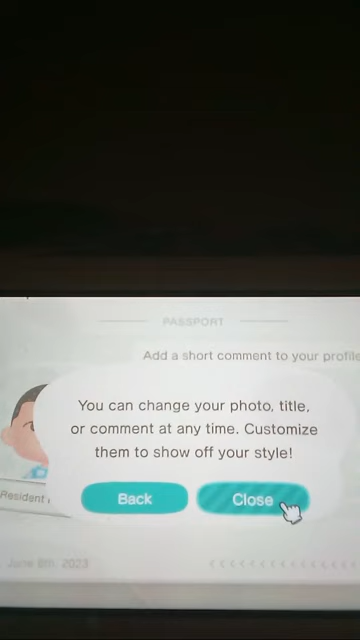 PASSPORT
Add a short comment to your profile
You can change your photo, title,
or comment at any time. Customize
them to show off your style!
Back
Close
Resident
June 8th, 2023